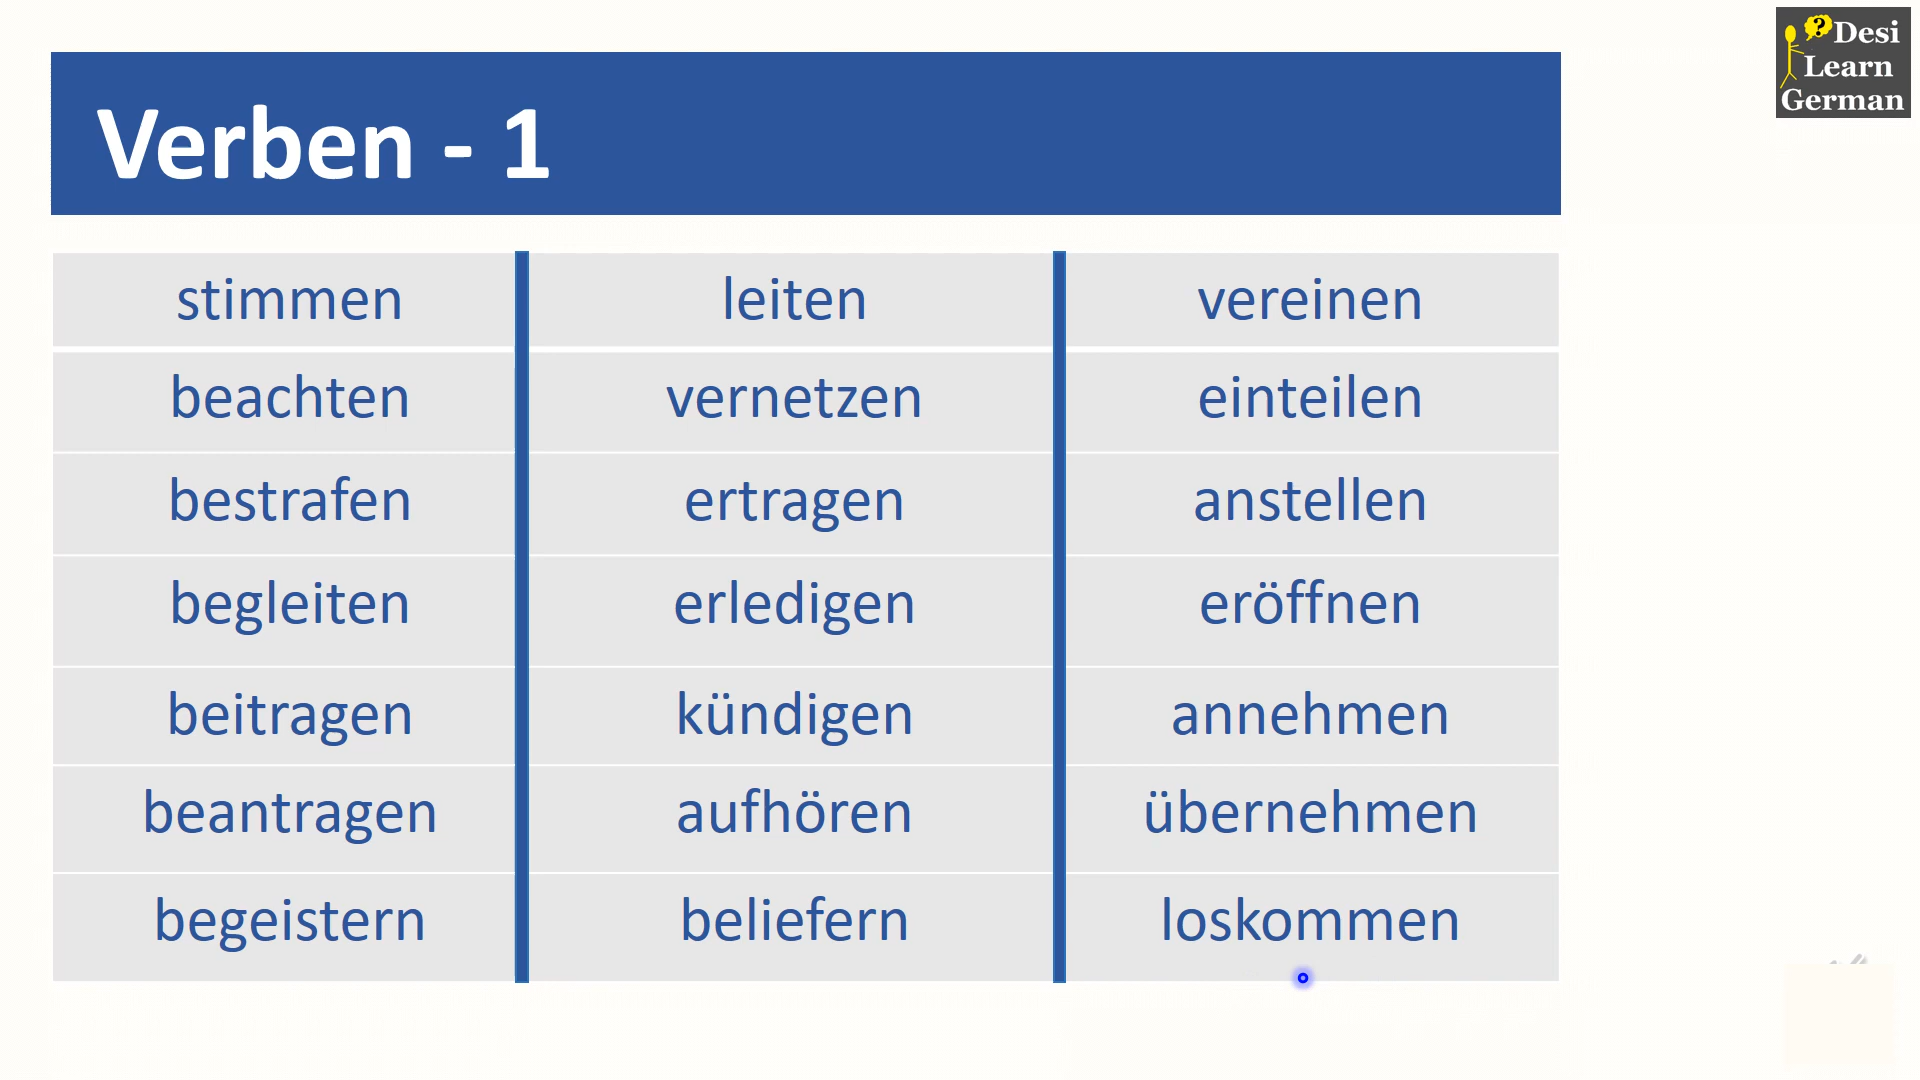 Desi
Learn
German
Verben - 1
stimmen leiten vereinen
beachten vernetzen einteilen
bestrafen ertragen anstellen
begleiten erledigen eröffnen
beitragen kündigen annehmen
beantragen aufhören übernehmen
begeistern beliefern loskommen